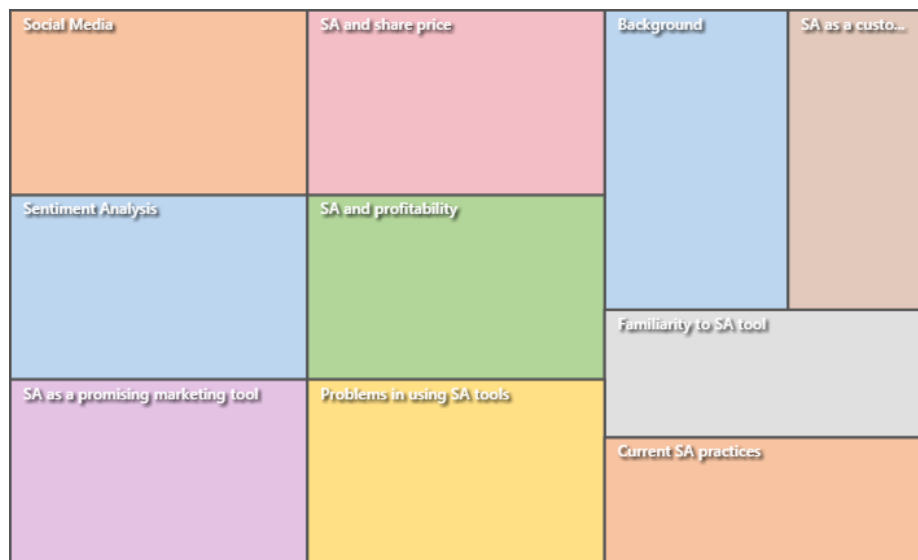 Social Media
SA and share price
Background
SA as a custo...
Sentiment Analysis
SA and profitability
Familiarity to SA tool
SA as a promising marketing tool
Problems in using SA tools
Current SA practices